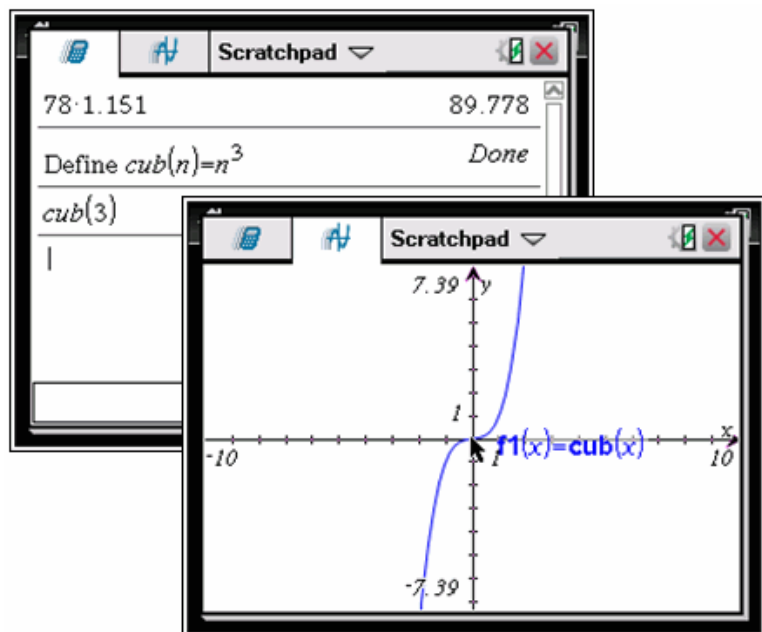 Scratchpad
78·1.151 89.778
Define cub(n)=n³ Done
cub(3)
Scratchpad
7.39 y
1
x
-10 1 10
f1(x)=cub(x)
-7.39